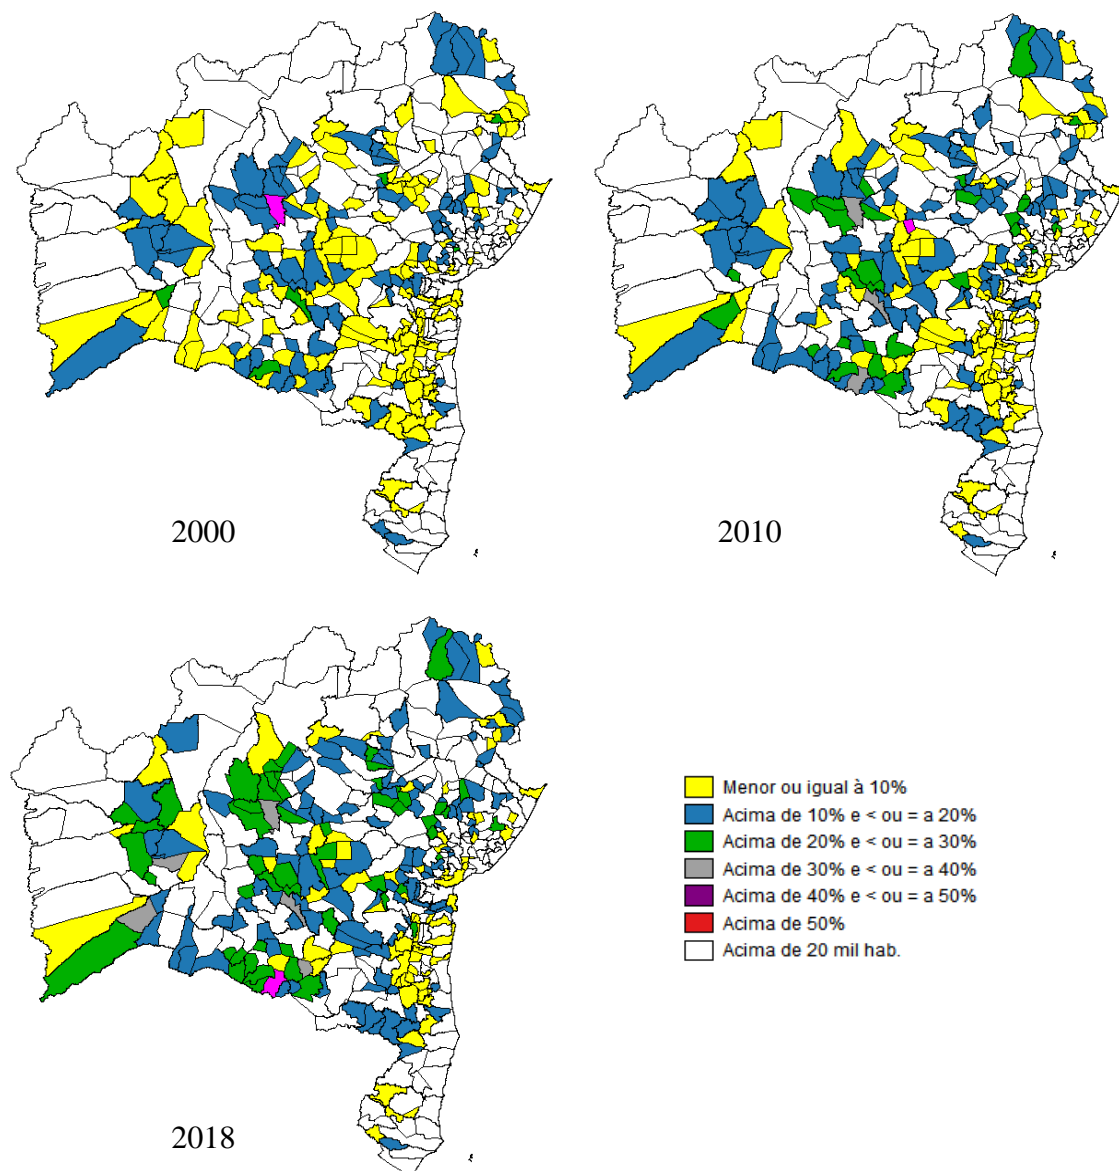 2000
2010
2018
Menor ou igual à 10%
Acima de 10% e < ou = a 20%
Acima de 20% e < ou = a 30%
Acima de 30% e < ou = a 40%
Acima de 40% e < ou = a 50%
Acima de 50%
Acima de 20 mil hab.